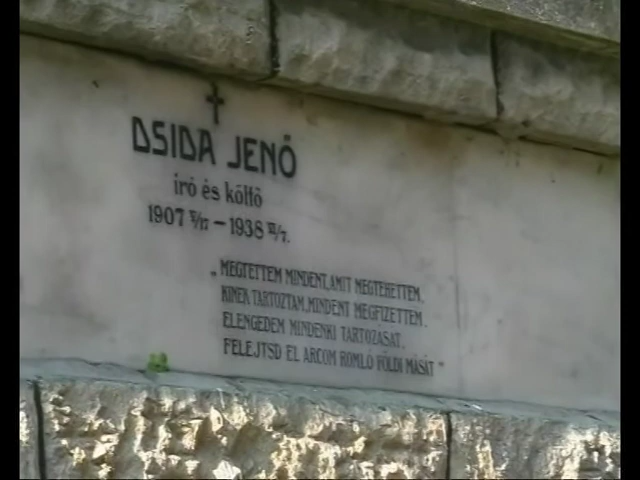 DSIDA JENŐ
író és költő
1907 V/17 – 1938 VI/7.
„MEGTETTEM MINDENT, AMIT MEGTEHETTEM,
KINEK TARTOZTAM, MINDENT MEGFIZETTEM.
ELENGEDEM MINDENKI TARTOZÁSÁT,
FELEJTSD EL ARCOM ROMLÓ FÖLDI MÁSÁT"